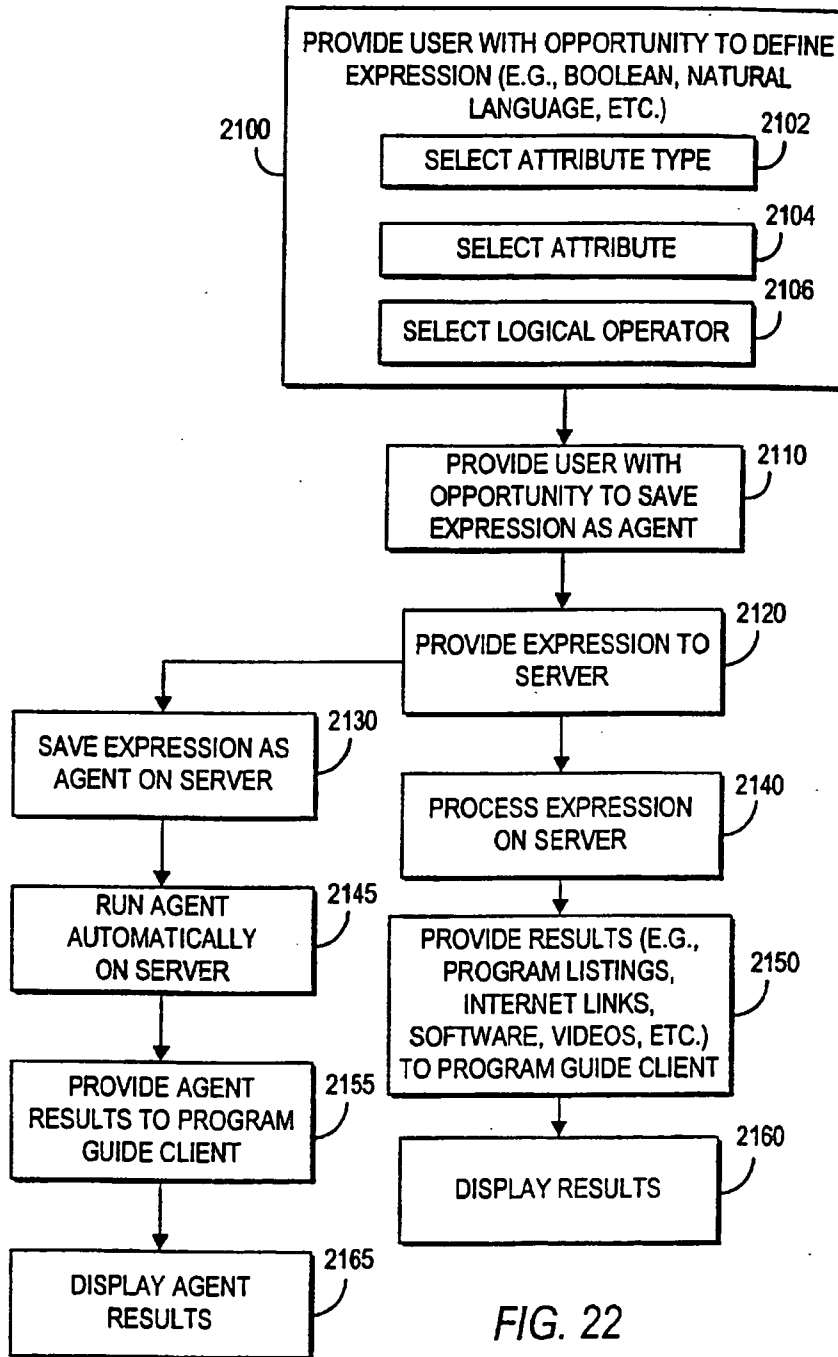 PROVIDE USER WITH OPPORTUNITY TO DEFINE
EXPRESSION (E.G., BOOLEAN, NATURAL
LANGUAGE, ETC.)
2100
2102
SELECT ATTRIBUTE TYPE
2104
SELECT ATTRIBUTE
2106
SELECT LOGICAL OPERATOR
2110
PROVIDE USER WITH
OPPORTUNITY TO SAVE
EXPRESSION AS AGENT
2120
PROVIDE EXPRESSION TO
SERVER
2130
SAVE EXPRESSION AS
AGENT ON SERVER
2140
PROCESS EXPRESSION
ON SERVER
2145
RUN AGENT
AUTOMATICALLY
ON SERVER
2150
PROVIDE RESULTS (E.G.,
PROGRAM LISTINGS,
INTERNET LINKS,
SOFTWARE, VIDEOS, ETC.)
TO PROGRAM GUIDE CLIENT
2155
PROVIDE AGENT
RESULTS TO PROGRAM
GUIDE CLIENT
2160
DISPLAY RESULTS
2165
DISPLAY AGENT
RESULTS
FIG. 22